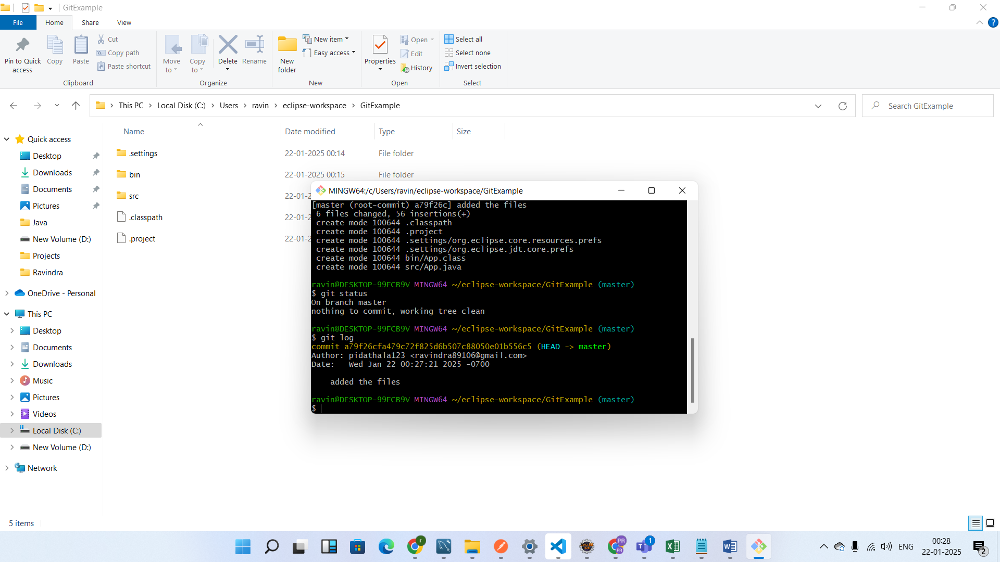 GitExample
File Home Share View
Pin to Quick access
Copy
Paste
Cut
Copy path
Paste shortcut
Clipboard
Move to
Copy to
Delete
Rename
Organize
New folder
New item
Easy access
New
Properties
Open
Edit
History
Open
Select all
Select none
Invert selection
Select
This PC > Local Disk (C:) > Users > ravin > eclipse-workspace > GitExample
Search GitExample
Name Date modified Type Size
.settings 22-01-2025 00:14 File folder
bin 22-01-2025 00:15 File folder
src 22-01-2
.classpath 22-01-2
.project 22-01-2
Quick access
Desktop
Downloads
Documents
Pictures
Java
New Volume (D:)
Projects
Ravindra
OneDrive - Personal
This PC
Desktop
Documents
Downloads
Music
Pictures
Videos
Local Disk (C:)
New Volume (D:)
Network
MINGW64:/c/Users/ravin/eclipse-workspace/GitExample
[master (root-commit) a79f26c] added the files
6 files changed, 56 insertions(+)
create mode 100644 .classpath
create mode 100644 .project
create mode 100644 .settings/org.eclipse.core.resources.prefs
create mode 100644 .settings/org.eclipse.jdt.core.prefs
create mode 100644 bin/App.class
create mode 100644 src/App.java
ravin@DESKTOP-99FCB9V MINGW64 ~/eclipse-workspace/GitExample (master)
$ git status
On branch master
nothing to commit, working tree clean
ravin@DESKTOP-99FCB9V MINGW64 ~/eclipse-workspace/GitExample (master)
$ git log
commit a79f26cfa479c72f825d6b507c88050e01b556c5 (HEAD -> master)
Author: pidathala123 <ravindra89106@gmail.com>
Date: Wed Jan 22 00:27:21 2025 -0700
added the files
ravin@DESKTOP-99FCB9V MINGW64 ~/eclipse-workspace/GitExample (master)
$
5 items
ENG
00:28
22-01-2025
2
r
PR
PR
1